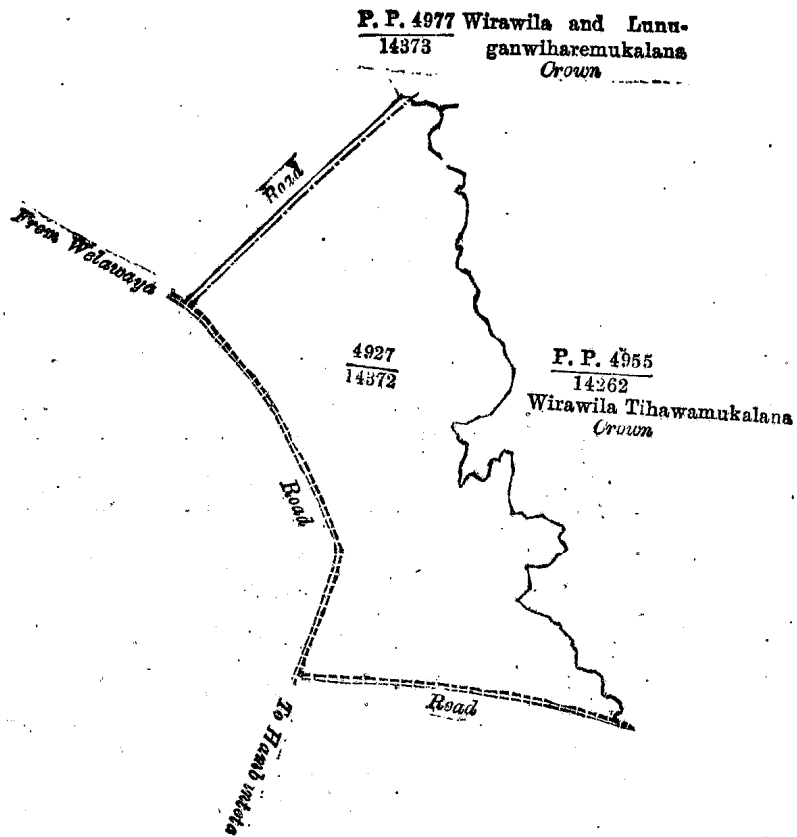 P. P. 4977 Wirawila and Lunu-
14373 ganwiharemukalana
Crown
Road
From Welawaya
4927
14372
P. P. 4955
14262
Wirawila Tihawamukalana
Crown
Road
Road
To Hambantota